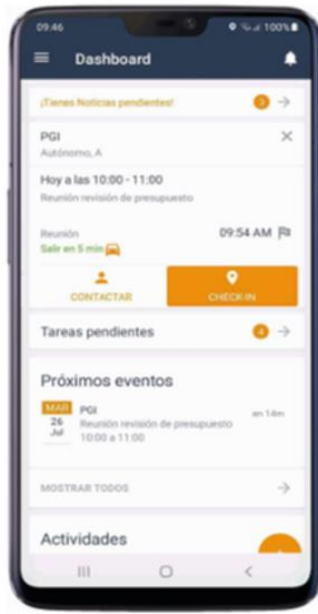 09:46
100%
Dashboard
¡Tienes Noticias pendientes!
3
PGI
Autónomo, A
Hoy a las 10:00 - 11:00
Reunión revisión de presupuesto
Reunión
09:54 AM
Salir en 5 min
CONTACTAR
CHECK-IN
Tareas pendientes
4
Próximos eventos
MAR
26
Jul
PGI
en 14m
Reunión revisión de presupuesto
10:00 a 11:00
MOSTRAR TODOS
Actividades